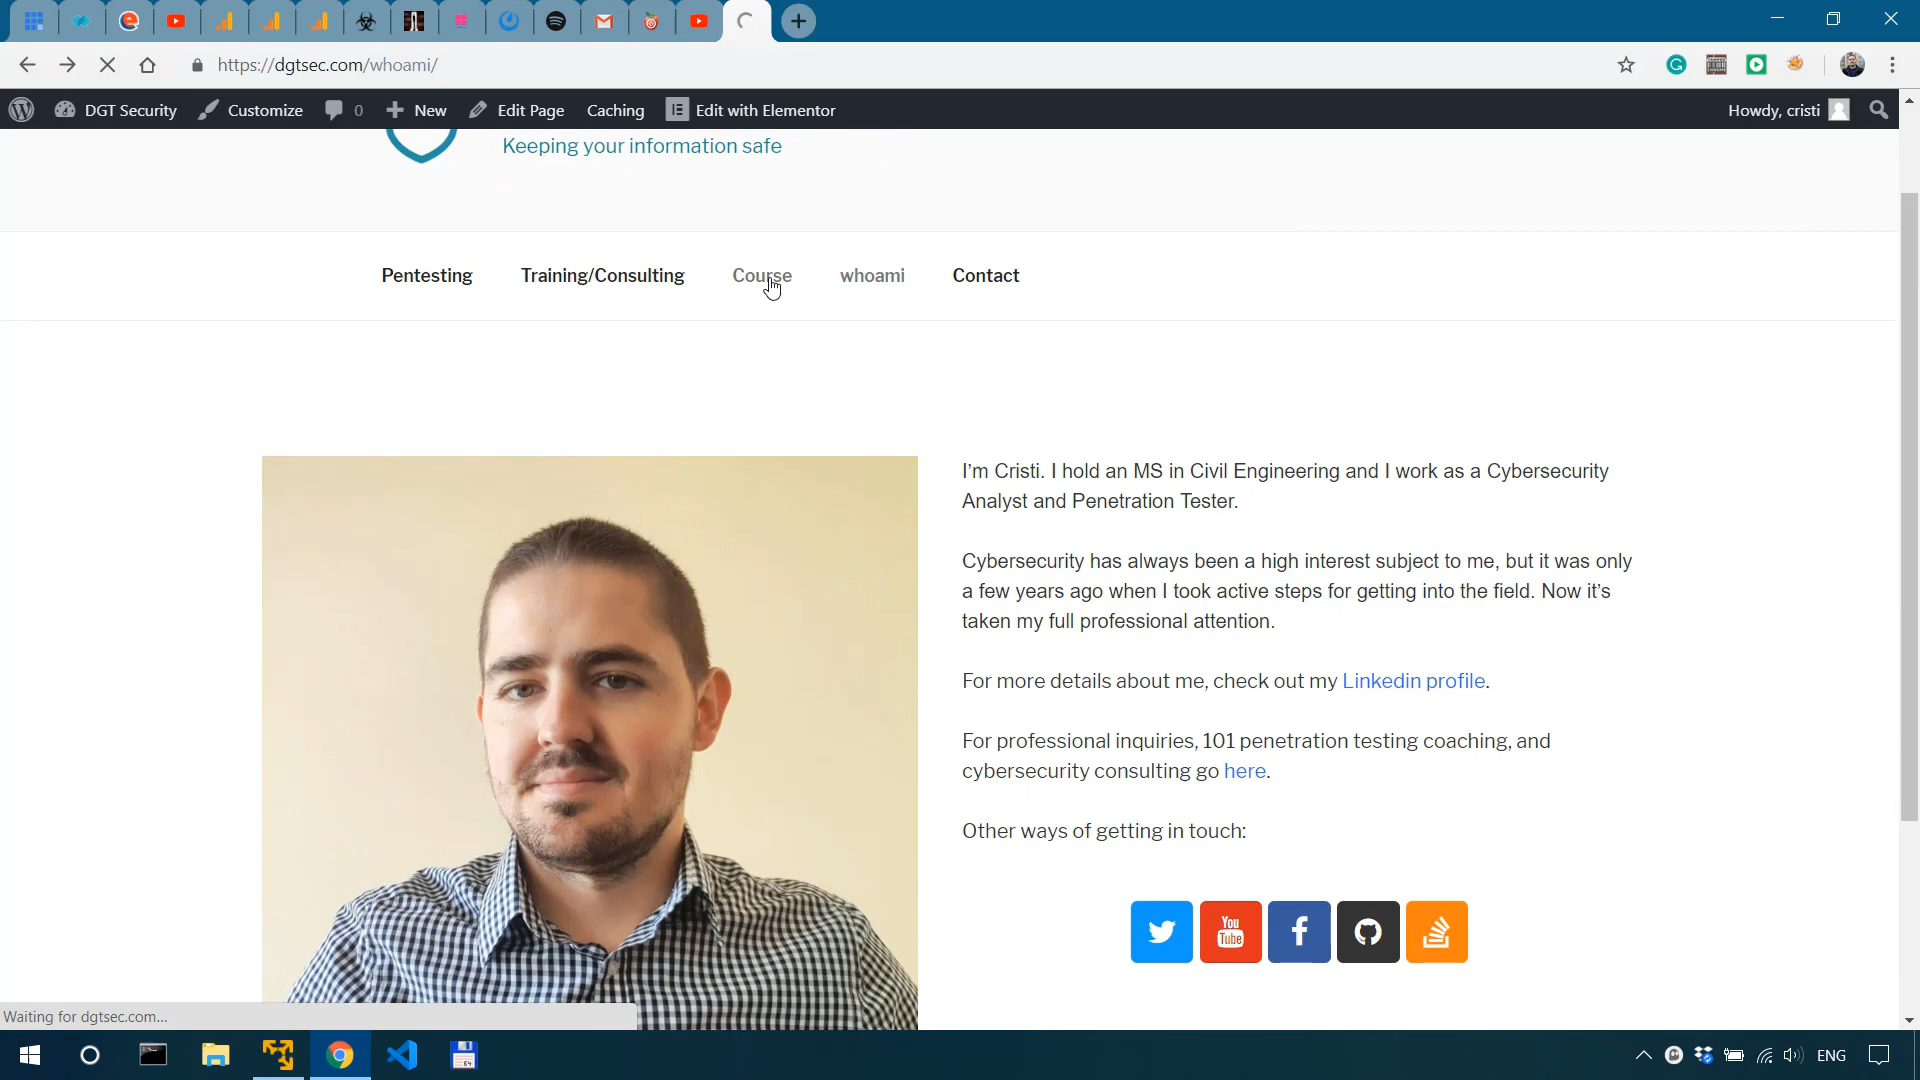 https://dgtsec.com/whoami/
DGT Security
Customize
0
New
Edit Page
Caching
Edit with Elementor
Howdy, cristi
Keeping your information safe
Pentesting
Training/Consulting
Course
whoami
Contact
I'm Cristi. I hold an MS in Civil Engineering and I work as a Cybersecurity
Analyst and Penetration Tester.
Cybersecurity has always been a high interest subject to me, but it was only
a few years ago when I took active steps for getting into the field. Now it's
taken my full professional attention.
For more details about me, check out my Linkedin profile.
For professional inquiries, 101 penetration testing coaching, and
cybersecurity consulting go here.
Other ways of getting in touch:
You
Tube
Waiting for dgtsec.com...
64
ENG